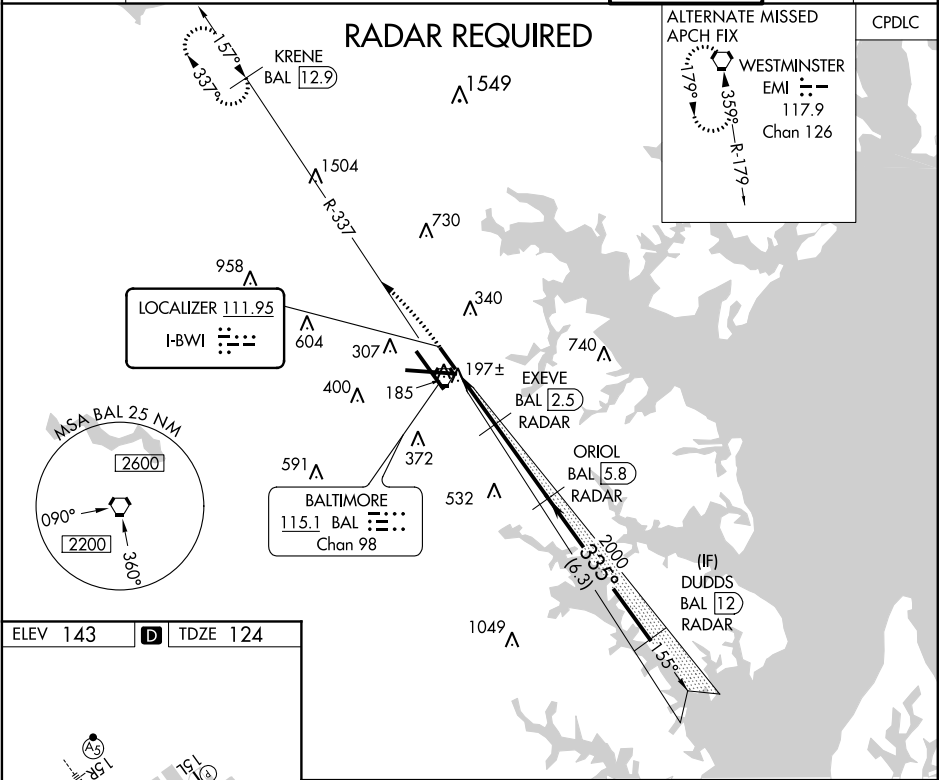 RADAR REQUIRED
ALTERNATE MISSED
APCH FIX
CPDLC
WESTMINSTER
EMI
117.9
Chan 126
179°
359°
R-179
157°
337°
KRENE
BAL 12.9
1549
1504
R-337
730
958
LOCALIZER 111.95
I-BWI
604
340
307
740
197±
185
400
EXEVE
BAL 2.5
RADAR
372
591
MSA BAL 25 NM
2600
090°
2200
360°
BALTIMORE
115.1 BAL
Chan 98
532
ORIOL
BAL 5.8
RADAR
2000
335°
(6.3)
(IF)
DUDDS
BAL 12
RADAR
1049
155°
ELEV 143 D TDZE 124
A5
15R
15L
P